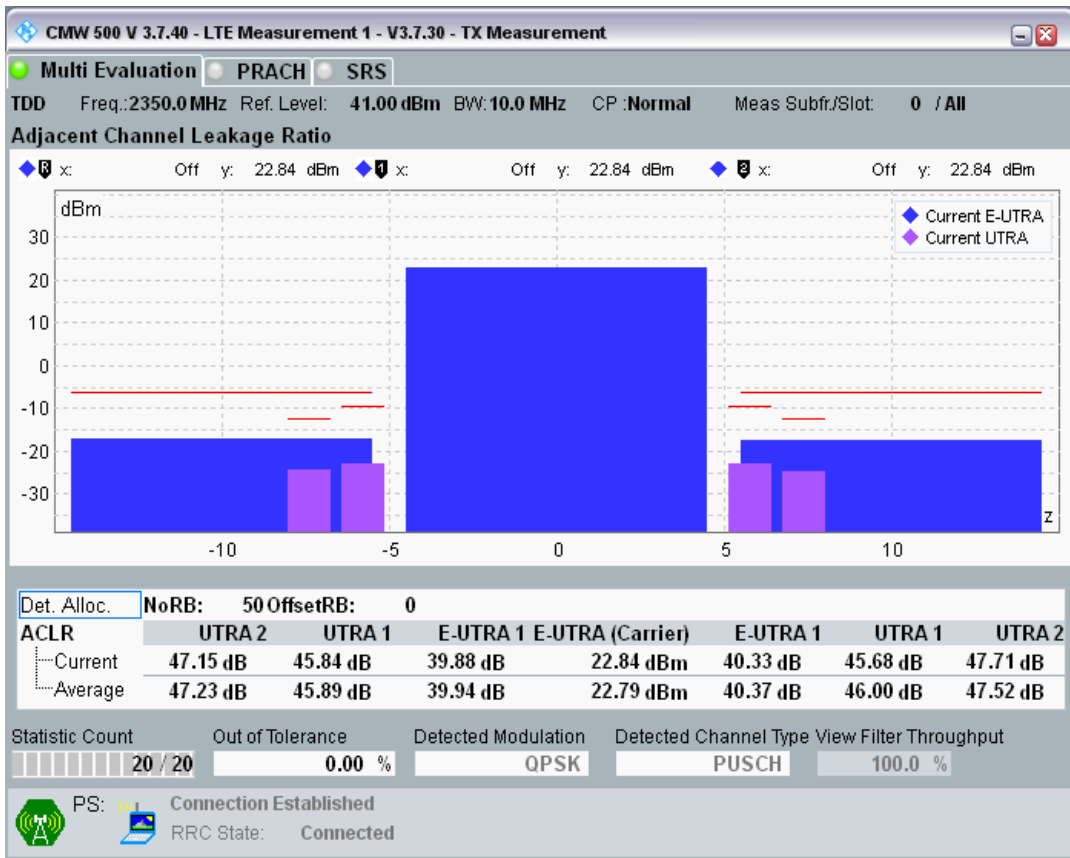 CMW 500 V 3.7.40 - LTE Measurement 1 - V3.7.30 - TX Measurement
Multi Evaluation PRACH SRS
TDD Freq.:2350.0 MHz Ref. Level: 41.00 dBm BW: 10.0 MHz CP :Normal Meas Subfr./Slot: 0 / All
Adjacent Channel Leakage Ratio
R x: Off y: 22.84 dBm 1 x: Off y: 22.84 dBm 2 x: Off y: 22.84 dBm
dBm
Current E-UTRA
Current UTRA
30
20
10
0
-10
-20
-30
z
-10 -5 0 5 10
Det. Alloc. NoRB: 50 OffsetRB: 0
ACLR UTRA 2 UTRA 1 E-UTRA 1 E-UTRA (Carrier) E-UTRA 1 UTRA 1 UTRA 2
Current 47.15 dB 45.84 dB 39.88 dB 22.84 dBm 40.33 dB 45.68 dB 47.71 dB
Average 47.23 dB 45.89 dB 39.94 dB 22.79 dBm 40.37 dB 46.00 dB 47.52 dB
Statistic Count Out of Tolerance Detected Modulation Detected Channel Type View Filter Throughput
20 / 20 0.00 % QPSK PUSCH 100.0 %
PS: Connection Established
RRC State: Connected